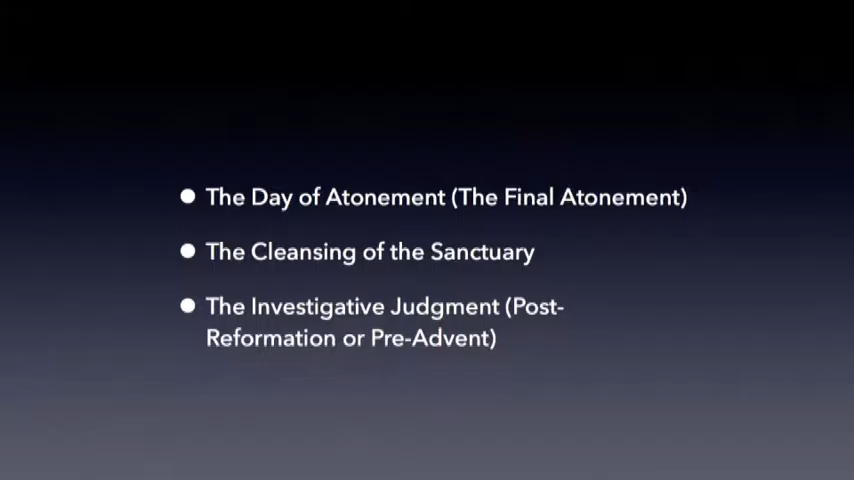 ● The Day of Atonement (The Final Atonement)
● The Cleansing of the Sanctuary
● The Investigative Judgment (Post-
Reformation or Pre-Advent)